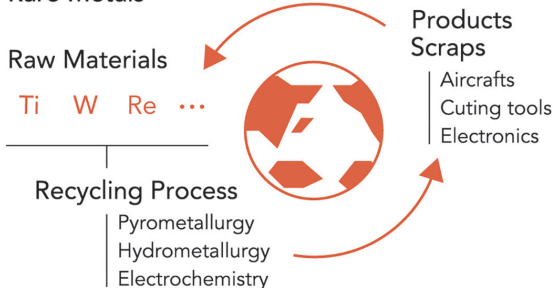 Raw Materials
Ti W Re ...
Recycling Process
Pyrometallurgy
Hydrometallurgy
Electrochemistry
Products
Scraps
Aircrafts
Cuting tools
Electronics